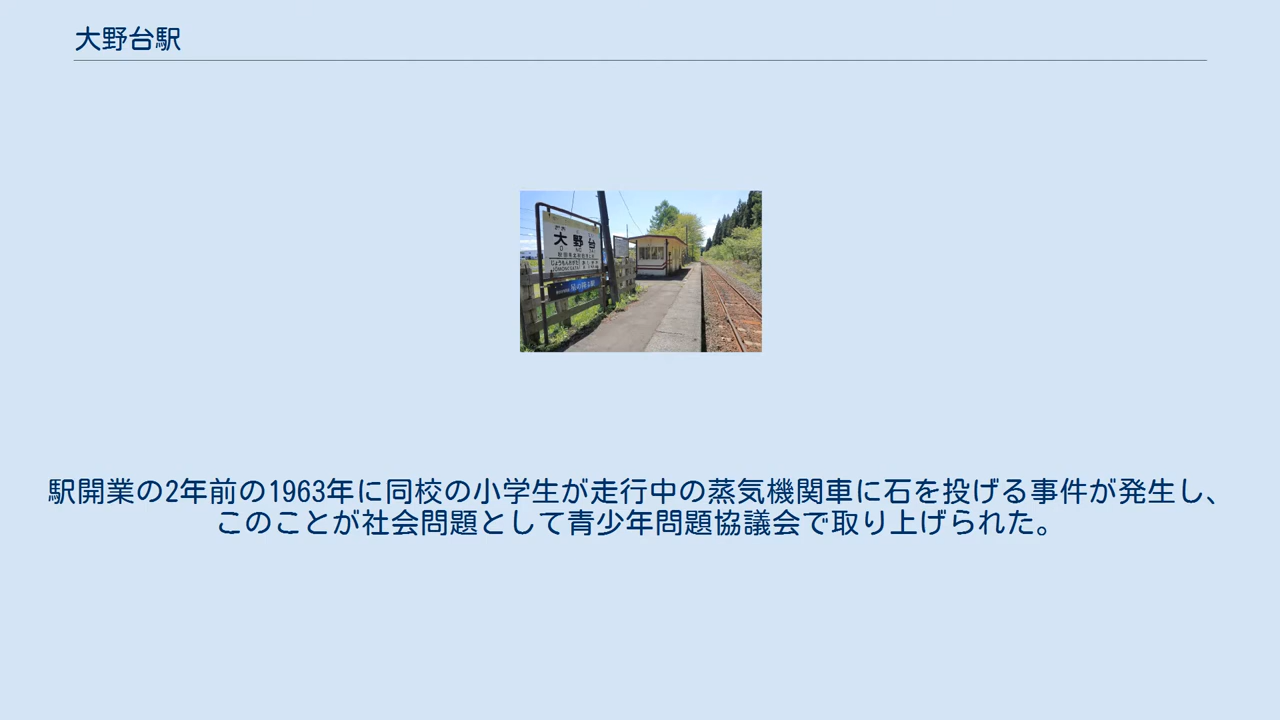 大野台駅
大野台
駅開業の2年前の1963年に同校の小学生が走行中の蒸気機関車に石を投げる事件が発生し、
このことが社会問題として青少年問題協議会で取り上げられた。